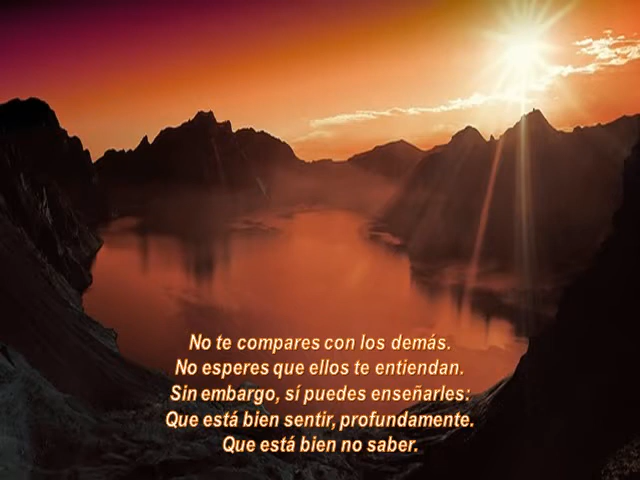 No te compares con los demás.
No esperes que ellos te entiendan.
Sin embargo, sí puedes enseñarles:
Que está bien sentir, profundamente.
Que está bien no saber.